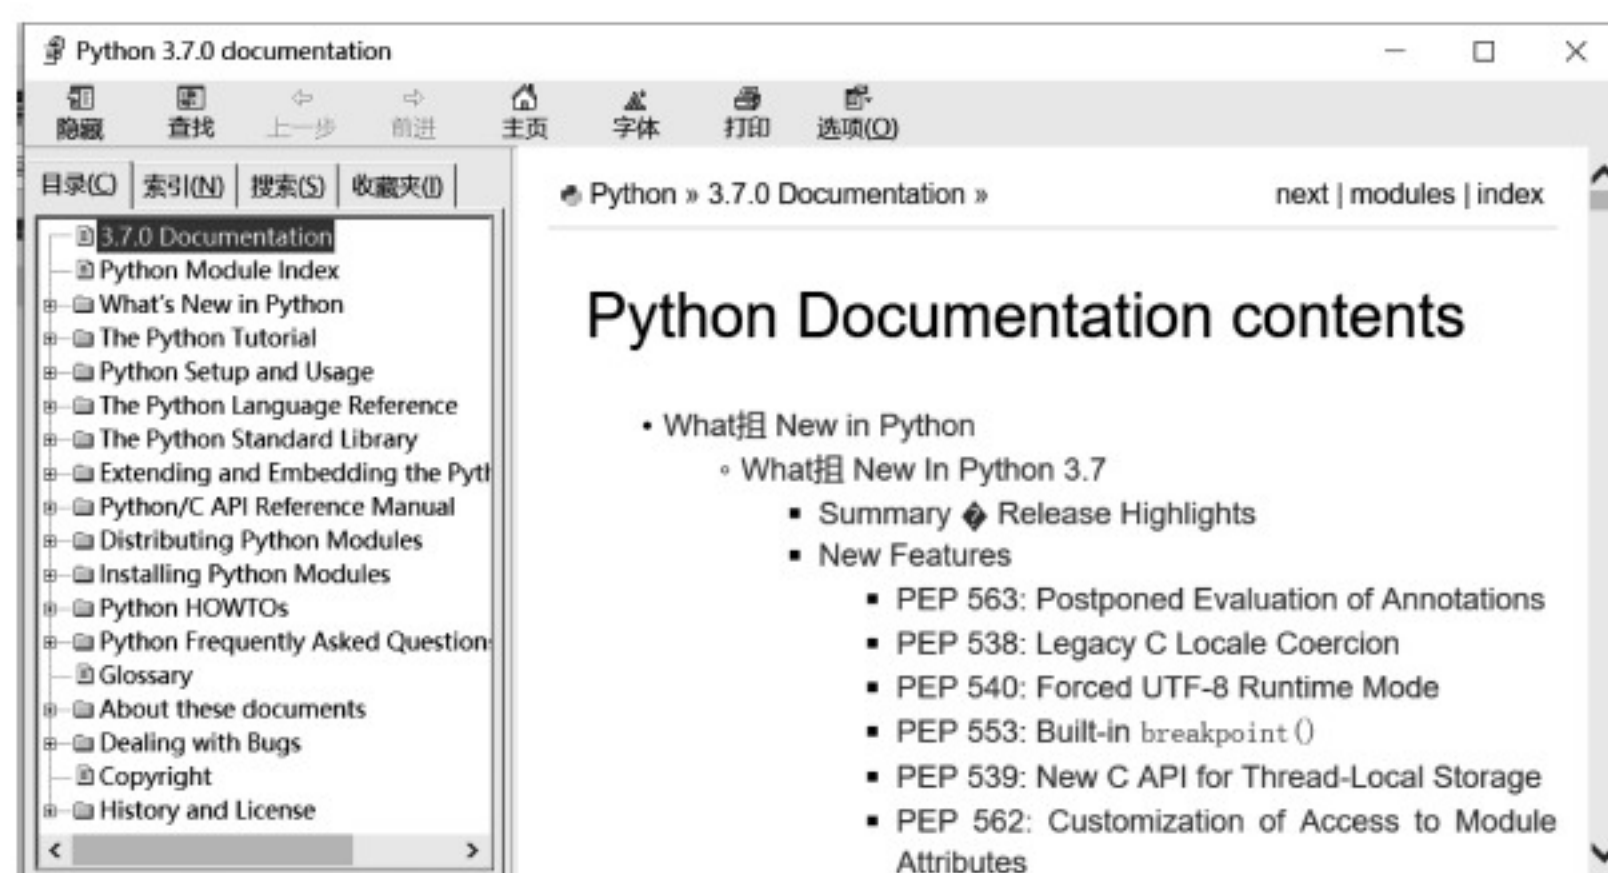 Python 3.7.0 documentation
隐藏 查找 上一步 前进 主页 字体 打印 选项(O)
目录(C) 索引(N) 搜索(S) 收藏夹(I)
3.7.0 Documentation
Python Module Index
What's New in Python
The Python Tutorial
Python Setup and Usage
The Python Language Reference
The Python Standard Library
Extending and Embedding the Pyth
Python/C API Reference Manual
Distributing Python Modules
Installing Python Modules
Python HOWTOs
Python Frequently Asked Question
Glossary
About these documents
Dealing with Bugs
Copyright
History and License
Python » 3.7.0 Documentation »
next | modules | index
Python Documentation contents
• What抯 New in Python
◦ What抯 New In Python 3.7
▪ Summary � Release Highlights
▪ New Features
▪ PEP 563: Postponed Evaluation of Annotations
▪ PEP 538: Legacy C Locale Coercion
▪ PEP 540: Forced UTF-8 Runtime Mode
▪ PEP 553: Built-in breakpoint()
▪ PEP 539: New C API for Thread-Local Storage
▪ PEP 562: Customization of Access to Module
Attributes